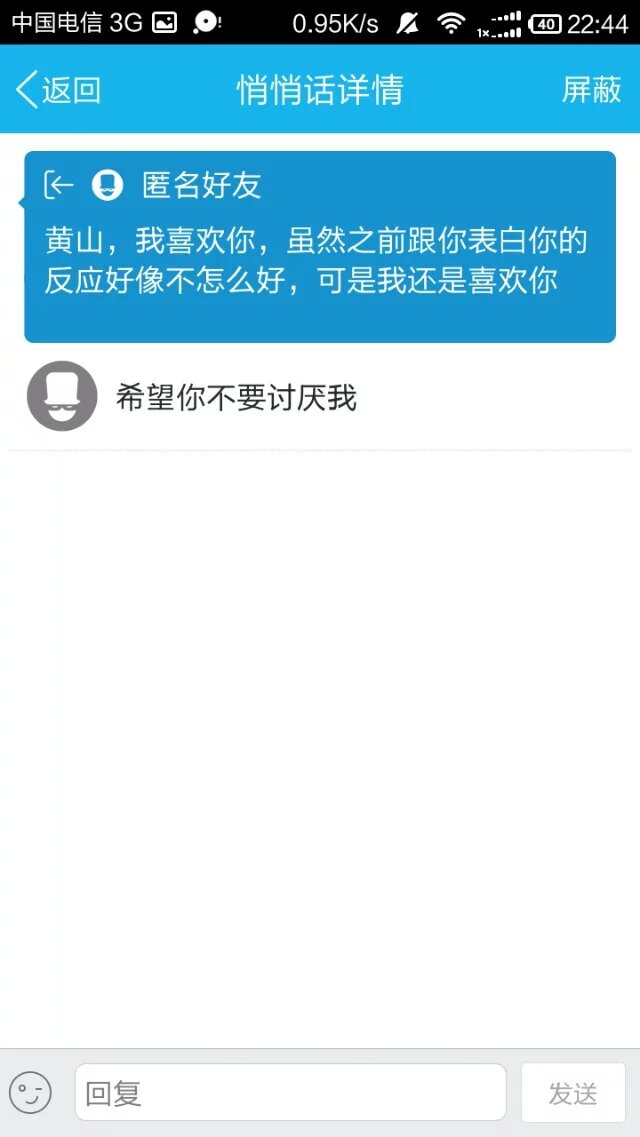 中国电信 3G 0.95K/s 1x 40 22:44
返回 悄悄话详情 屏蔽
匿名好友
黄山，我喜欢你，虽然之前跟你表白你的
反应好像不怎么好，可是我还是喜欢你
希望你不要讨厌我
回复 发送